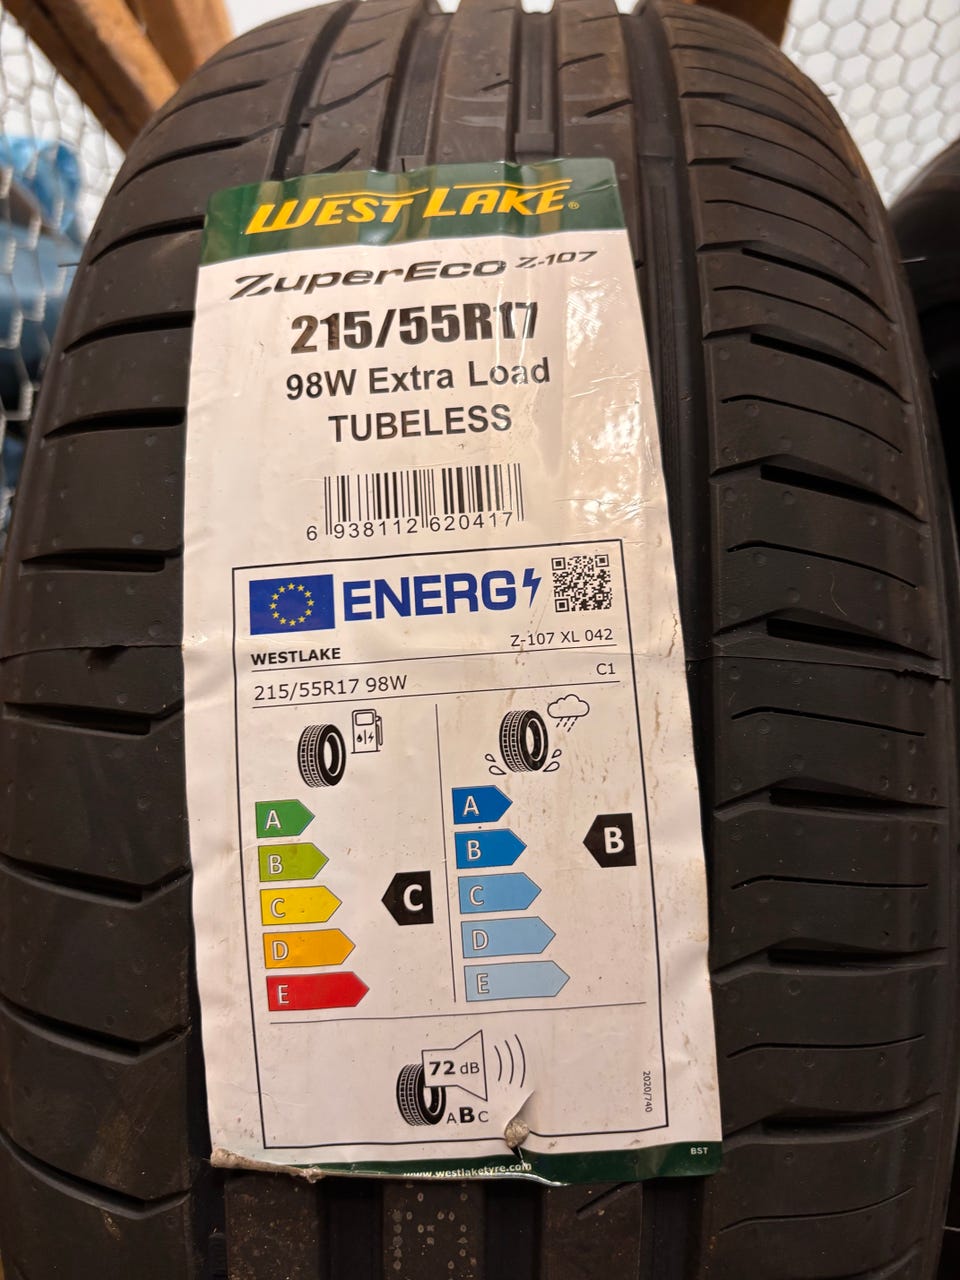 WEST LAKE®
ZuperEco Z-107
215/55R17
98W Extra Load
TUBELESS
6 938112 620417
ENERG
WESTLAKE
Z-107 XL 042
215/55R17 98W
C1
A
B
C
D
E
C
A
B
C
D
E
B
72 dB
ABC
2020/740
www.westlaketyre.com
BST